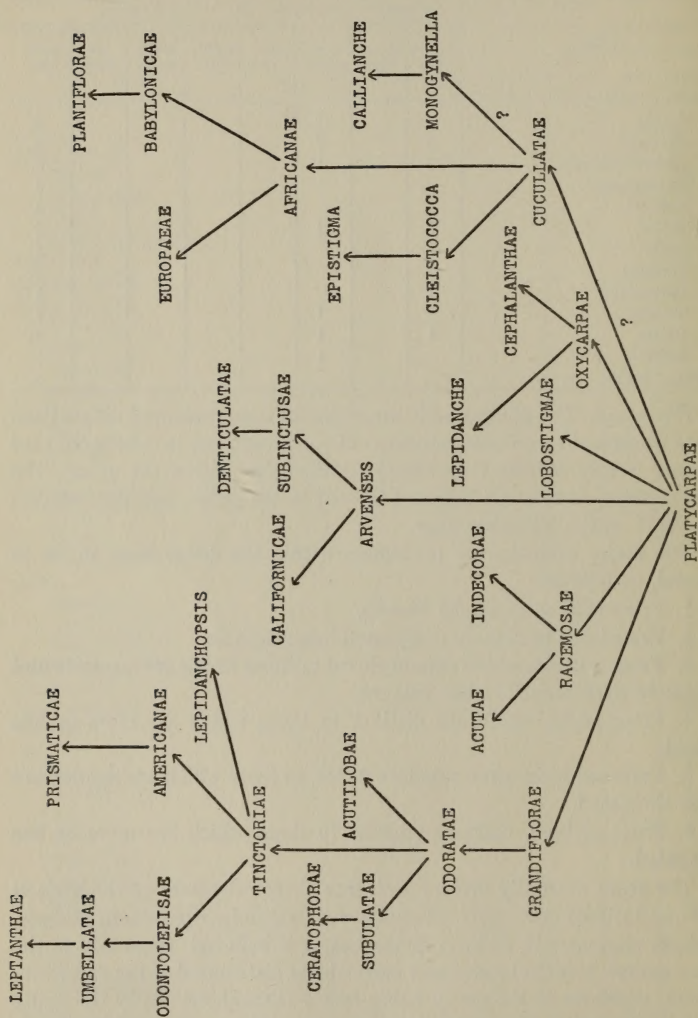 LEPTANTHAE
UMBELLATAE
ODONTOLEPISAE
PRISMATICAE
AMERICANAE
LEPIDANCHOPSIS
TINCTORIAE
CERATOPHORAE
SUBULATAE
ACUTILOBAE
ODORATAE
GRANDIFLORAE
DENTICULATAE
SUBINCLUSAE
CALIFORNICAE
ARVENSES
ACUTAE
INDECORAE
RACEMOSAE
LEPIDANCHE
CEPHALANTHAE
LOBOSTIGMAE
OXYCARPAE
PLANIFLORAE
BABYLONICAE
EUROPAEAE
AFRICANAE
CALLIANCHE
MONOGYNELLA
EPISTIGMA
CLEISTOCOCCA
?
CUCULLATAE
?
PLATYCARPAE